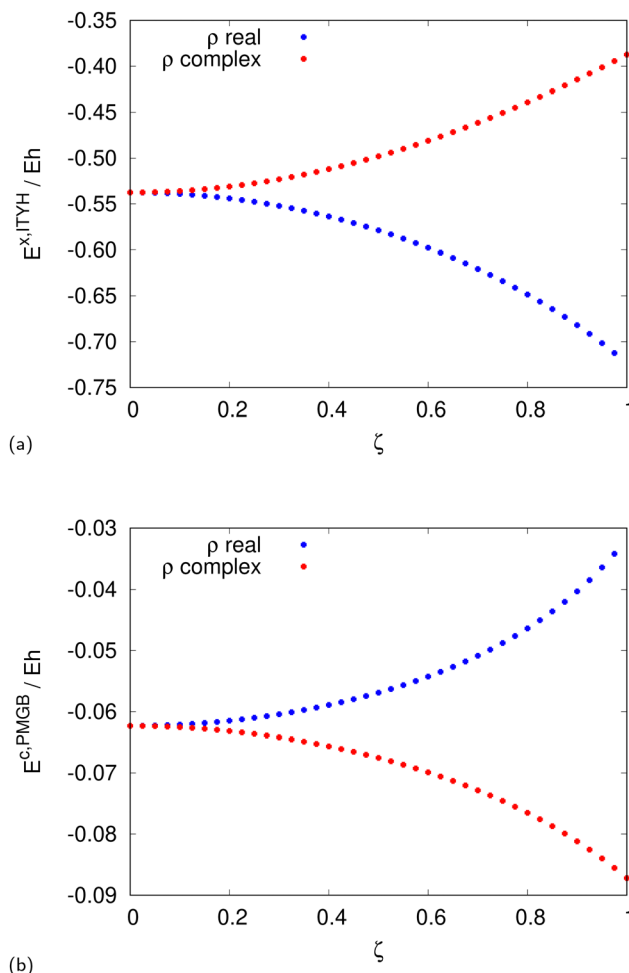 -0.35
-0.40
-0.45
-0.50
-0.55
-0.60
-0.65
-0.70
-0.75
E^x,ITYH / Eh
ρ real
ρ complex
0 0.2 0.4 0.6 0.8 1
ζ
(a)
-0.03
-0.04
-0.05
-0.06
-0.07
-0.08
-0.09
E^c,PMGB / Eh
ρ real
ρ complex
0 0.2 0.4 0.6 0.8 1
ζ
(b)